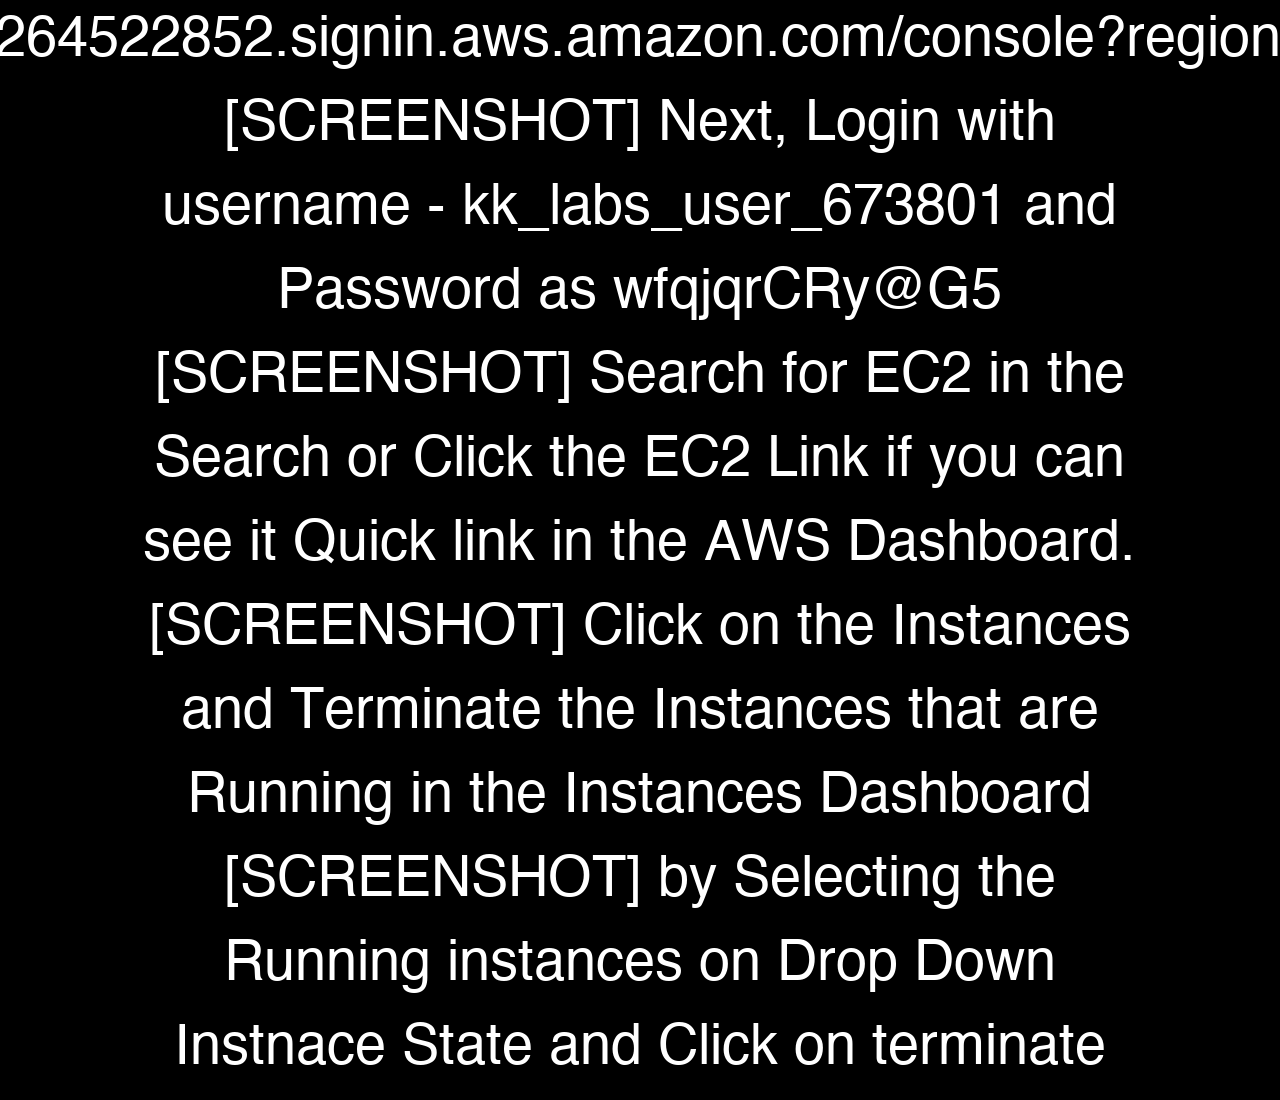 264522852.signin.aws.amazon.com/console?region
[SCREENSHOT] Next, Login with
username - kk_labs_user_673801 and
Password as wfqjqrCRy@G5
[SCREENSHOT] Search for EC2 in the
Search or Click the EC2 Link if you can
see it Quick link in the AWS Dashboard.
[SCREENSHOT] Click on the Instances
and Terminate the Instances that are
Running in the Instances Dashboard
[SCREENSHOT] by Selecting the
Running instances on Drop Down
Instnace State and Click on terminate